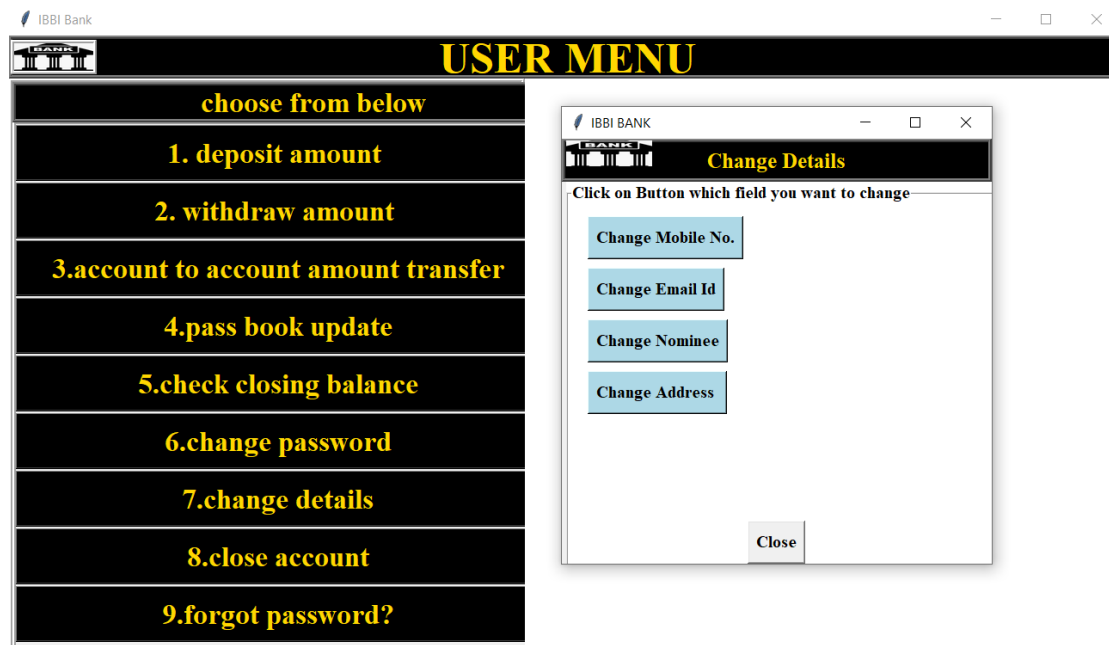 IBBI Bank
BANK
USER MENU
choose from below
1. deposit amount
2. withdraw amount
3.account to account amount transfer
4.pass book update
5.check closing balance
6.change password
7.change details
8.close account
9.forgot password?
IBBI BANK
BANK
Change Details
Click on Button which field you want to change
Change Mobile No.
Change Email Id
Change Nominee
Change Address
Close